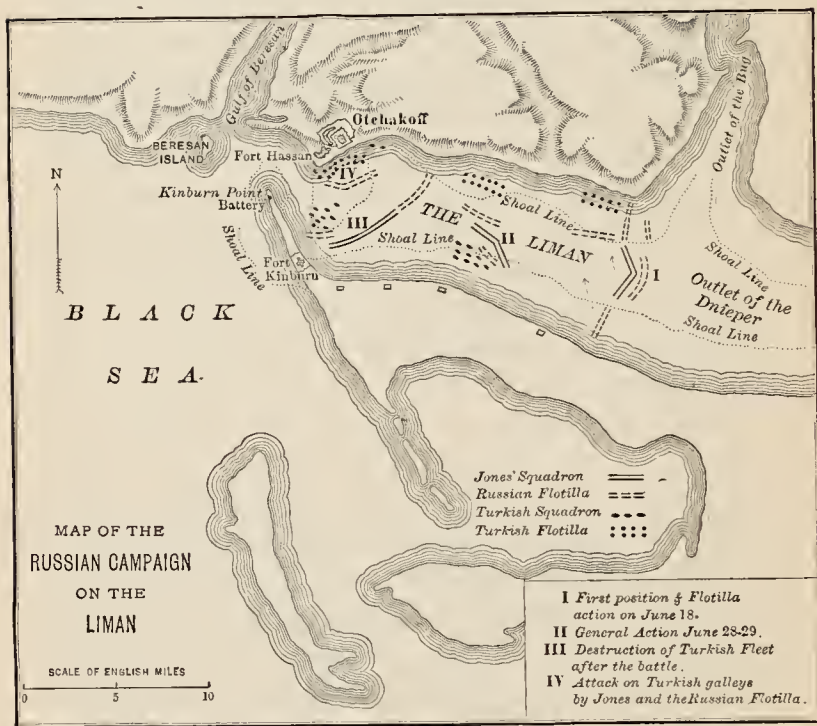 Gulf of Beresan
Otchakoff
BERESAN
ISLAND
Fort Hassan
Outlet of the Bug
N
Kinburn Point
Battery
IV
III
Shoal Line
THE
LIMAN
II
Shoal Line
I
Shoal Line
Fort
Kinburn
Shoal Line
Outlet of the
Dnieper
Shoal Line
BLACK
SEA.
Jones' Squadron
Russian Flotilla
Turkish Squadron
Turkish Flotilla
MAP OF THE
RUSSIAN CAMPAIGN
ON THE
LIMAN
SCALE OF ENGLISH MILES
0 5 10
I First position & Flotilla
action on June 18.
II General Action June 28-29.
III Destruction of Turkish Fleet
after the battle.
IV Attack on Turkish galleys
by Jones and the Russian Flotilla.